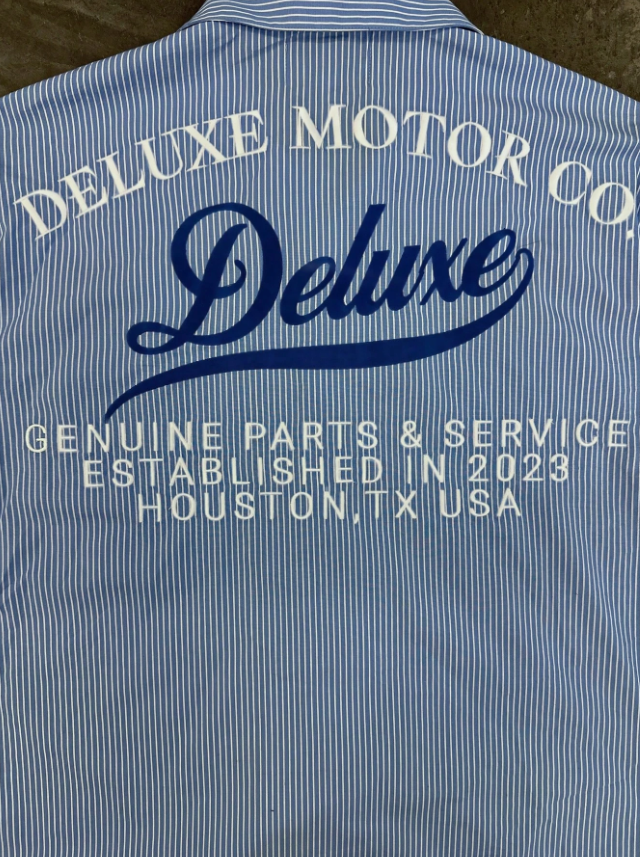 DELUXE MOTOR CO.
Deluxe
GENUINE PARTS & SERVICE
ESTABLISHED IN 2023
HOUSTON,TX USA